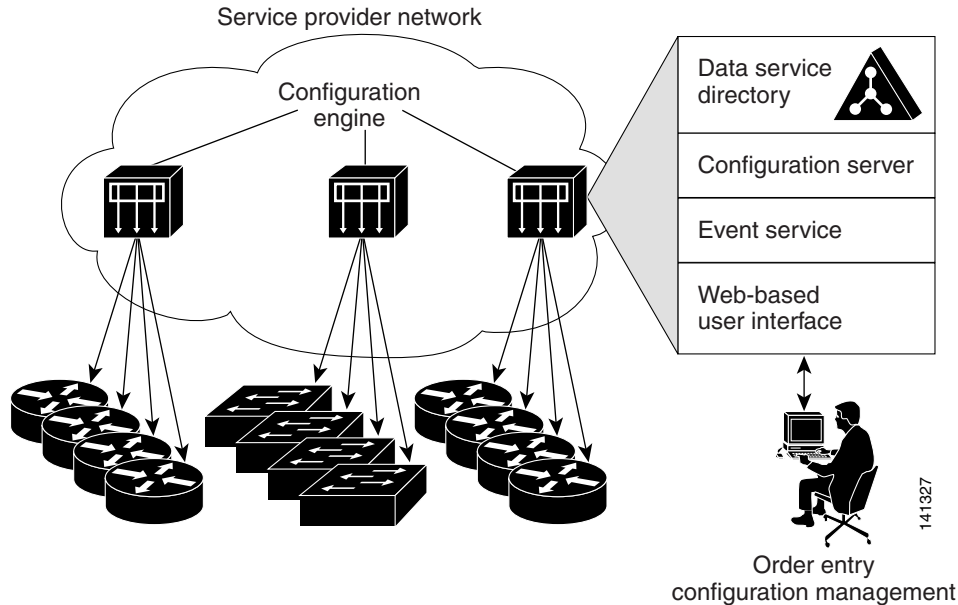 Service provider network
Configuration
engine
Data service
directory
Configuration server
Event service
Web-based
user interface
141327
Order entry
configuration management